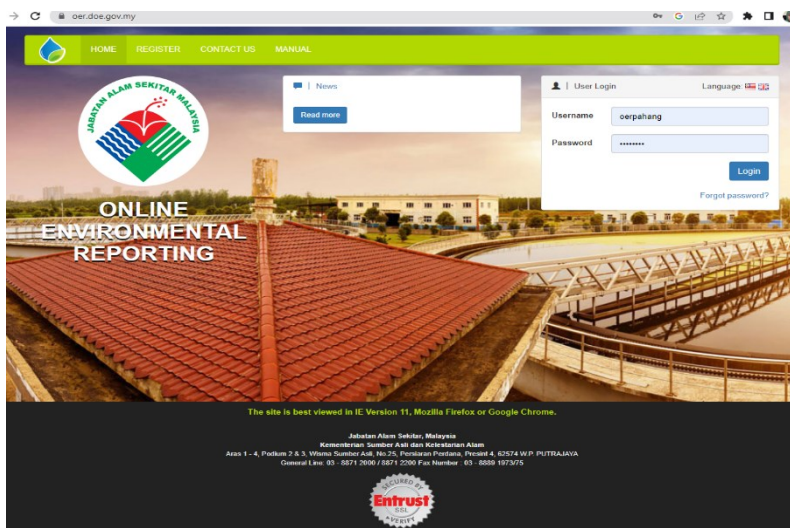 oer.doe.gov.my
HOME REGISTER CONTACT US MANUAL
JABATAN ALAM SEKITAR MALAYSIA
ONLINE
ENVIRONMENTAL
REPORTING
| News
Read more
| User Login Language:
Username oerpahang
Password ••••••••
Login
Forgot password?
The site is best viewed in IE Version 11, Mozilla Firefox or Google Chrome.
Jabatan Alam Sekitar, Malaysia
Kementerian Sumber Asli dan Kelestarian Alam
Aras 1 - 4, Podium 2 & 3, Wisma Sumber Asli, No.25, Persiaran Perdana, Presint 4, 62574 W.P. PUTRAJAYA
General Line: 03 - 8871 2000 / 8871 2200 Fax Number : 03 - 8889 1973/75
SECURED BY
Entrust
SSL
VERIFY